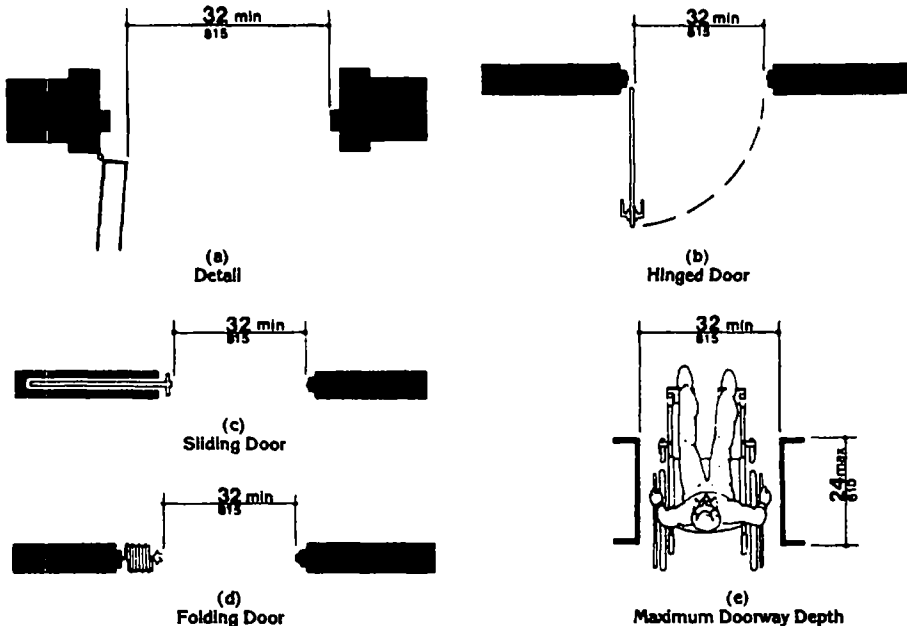 32 min
815
(a)
Detail
32 min
815
(b)
Hinged Door
32 min
815
(c)
Sliding Door
32 min
815
(d)
Folding Door
32 min
815
24 max
610
(e)
Maximum Doorway Depth